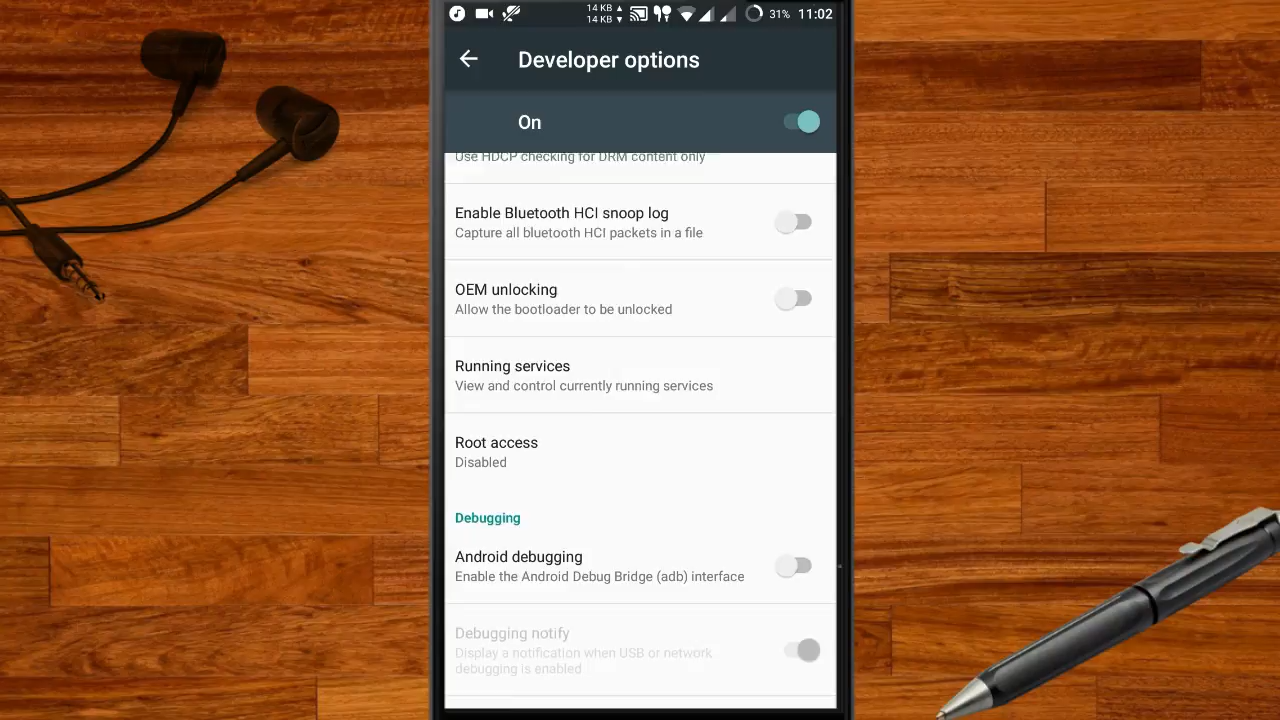 14 KB
14 KB
31% 11:02
Developer options
On
Use HDCP checking for DRM content only
Enable Bluetooth HCI snoop log
Capture all bluetooth HCI packets in a file
OEM unlocking
Allow the bootloader to be unlocked
Running services
View and control currently running services
Root access
Disabled
Debugging
Android debugging
Enable the Android Debug Bridge (adb) interface
Debugging notify
Display a notification when USB or network
debugging is enabled